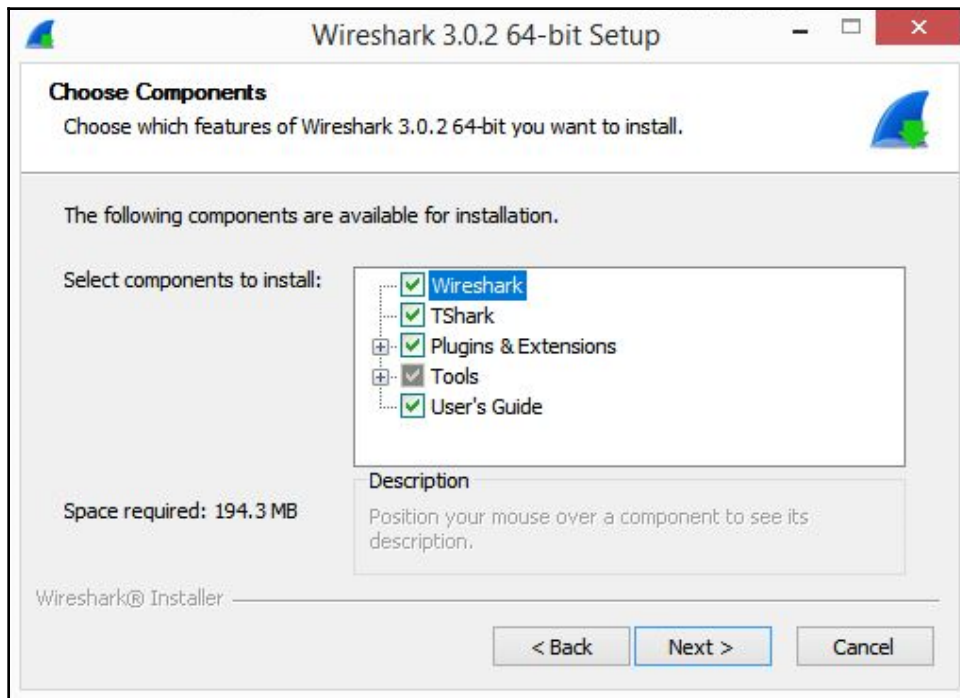 Wireshark 3.0.2 64-bit Setup
Choose Components
Choose which features of Wireshark 3.0.2 64-bit you want to install.
The following components are available for installation.
Select components to install:
Wireshark
TShark
Plugins & Extensions
Tools
User's Guide
Space required: 194.3 MB
Description
Position your mouse over a component to see its
description.
Wireshark® Installer
< Back
Next >
Cancel